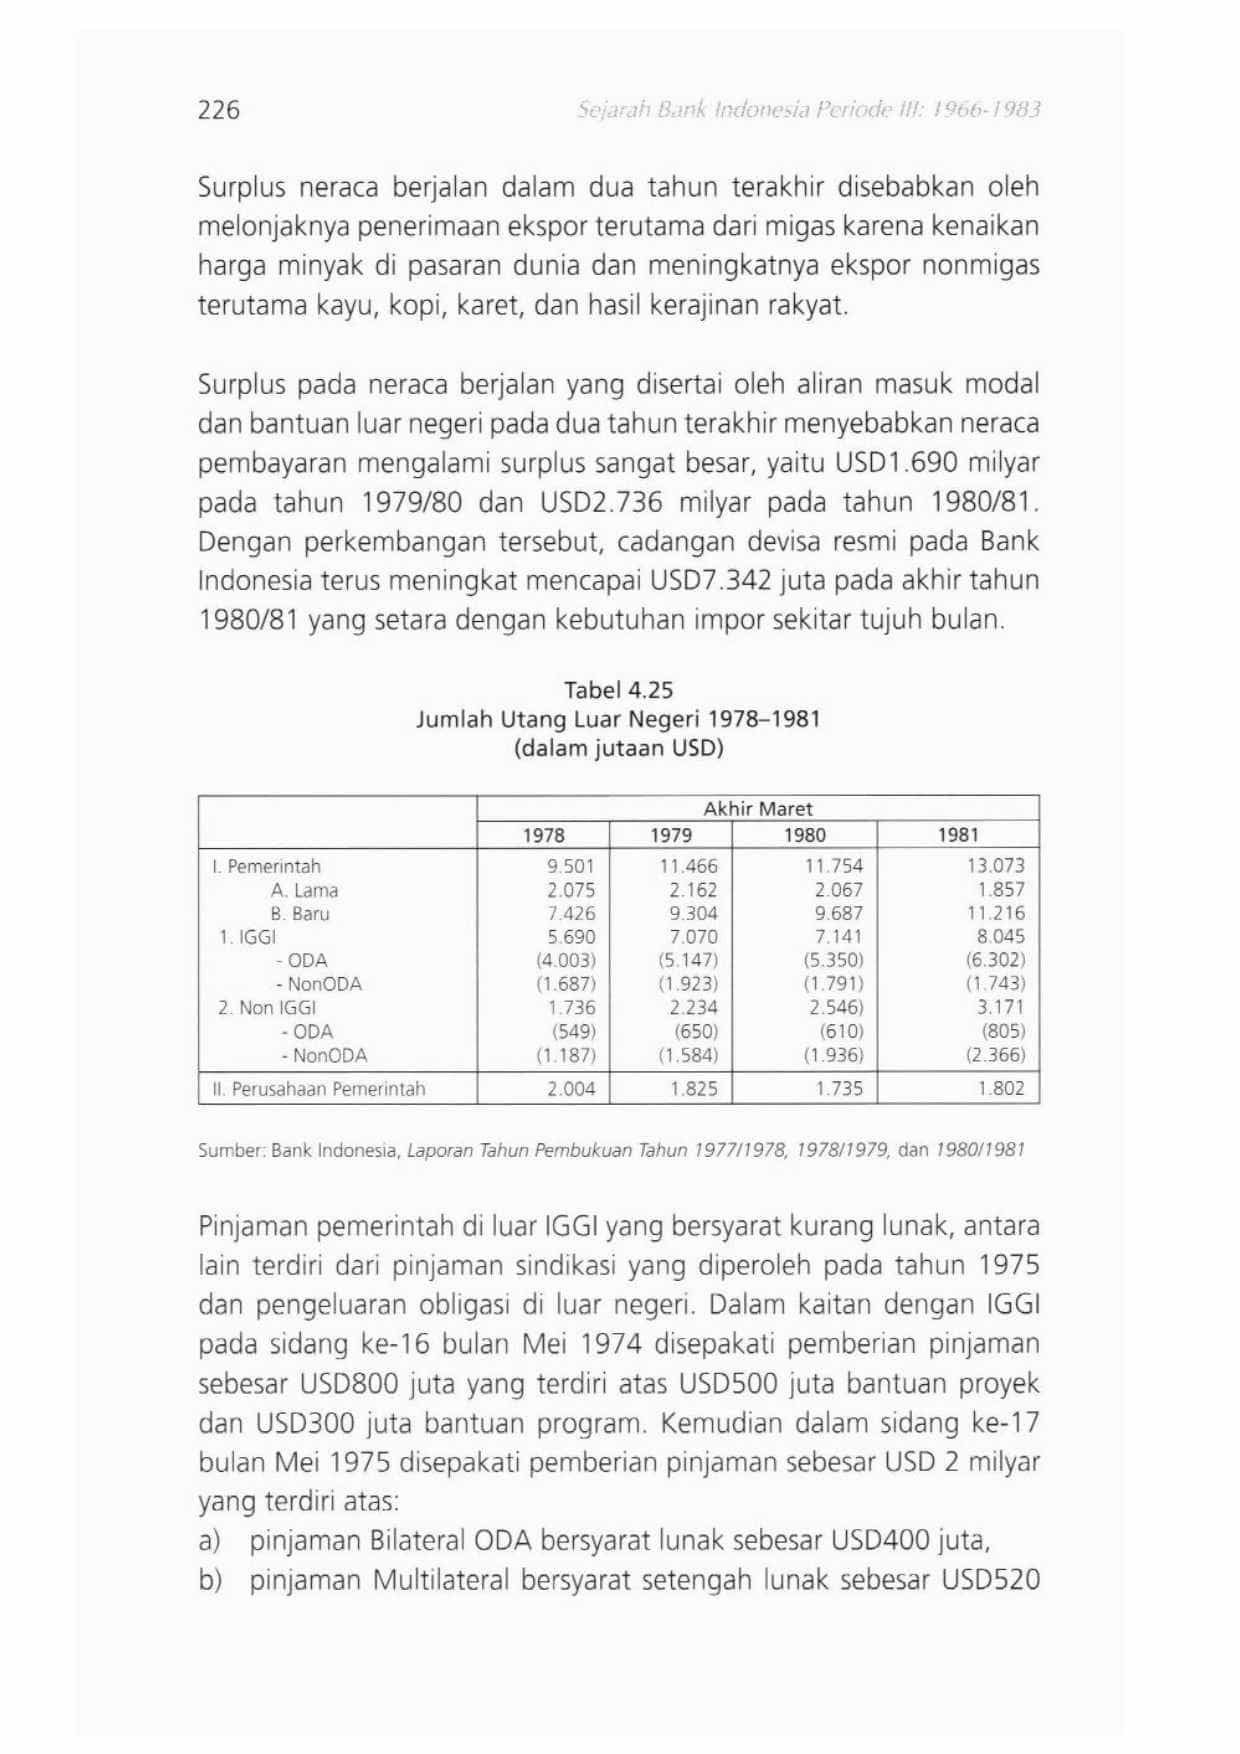 226 Sejarah Bank Indonesia Periode III: 1966-1983
Surplus neraca berjalan dalam dua tahun terakhir disebabkan oleh
melonjaknya penerimaan ekspor terutama dari migas karena kenaikan
harga minyak di pasaran dunia dan meningkatnya ekspor nonmigas
terutama kayu, kopi, karet, dan hasil kerajinan rakyat.
Surplus pada neraca berjalan yang disertai oleh aliran masuk modal
dan bantuan luar negeri pada dua tahun terakhir menyebabkan neraca
pembayaran mengalami surplus sangat besar, yaitu USD1.690 milyar
pada tahun 1979/80 dan USD2.736 milyar pada tahun 1980/81.
Dengan perkembangan tersebut, cadangan devisa resmi pada Bank
Indonesia terus meningkat mencapai USD7.342 juta pada akhir tahun
1980/81 yang setara dengan kebutuhan impor sekitar tujuh bulan.
Tabel 4.25
Jumlah Utang Luar Negeri 1978–1981
(dalam jutaan USD)
Akhir Maret
1978 1979 1980 1981
I. Pemerintah 9.501 11.466 11.754 13.073
A. Lama 2.075 2.162 2.067 1.857
B. Baru 7.426 9.304 9.687 11.216
1. IGGI 5.690 7.070 7.141 8.045
- ODA (4.003) (5.147) (5.350) (6.302)
- NonODA (1.687) (1.923) (1.791) (1.743)
2. Non IGGI 1.736 2.234 2.546) 3.171
- ODA (549) (650) (610) (805)
- NonODA (1.187) (1.584) (1.936) (2.366)
II. Perusahaan Pemerintah 2.004 1.825 1.735 1.802
Sumber: Bank Indonesia, Laporan Tahun Pembukuan Tahun 1977/1978, 1978/1979, dan 1980/1981
Pinjaman pemerintah di luar IGGI yang bersyarat kurang lunak, antara
lain terdiri dari pinjaman sindikasi yang diperoleh pada tahun 1975
dan pengeluaran obligasi di luar negeri. Dalam kaitan dengan IGGI
pada sidang ke-16 bulan Mei 1974 disepakati pemberian pinjaman
sebesar USD800 juta yang terdiri atas USD500 juta bantuan proyek
dan USD300 juta bantuan program. Kemudian dalam sidang ke-17
bulan Mei 1975 disepakati pemberian pinjaman sebesar USD 2 milyar
yang terdiri atas:
a) pinjaman Bilateral ODA bersyarat lunak sebesar USD400 juta,
b) pinjaman Multilateral bersyarat setengah lunak sebesar USD520